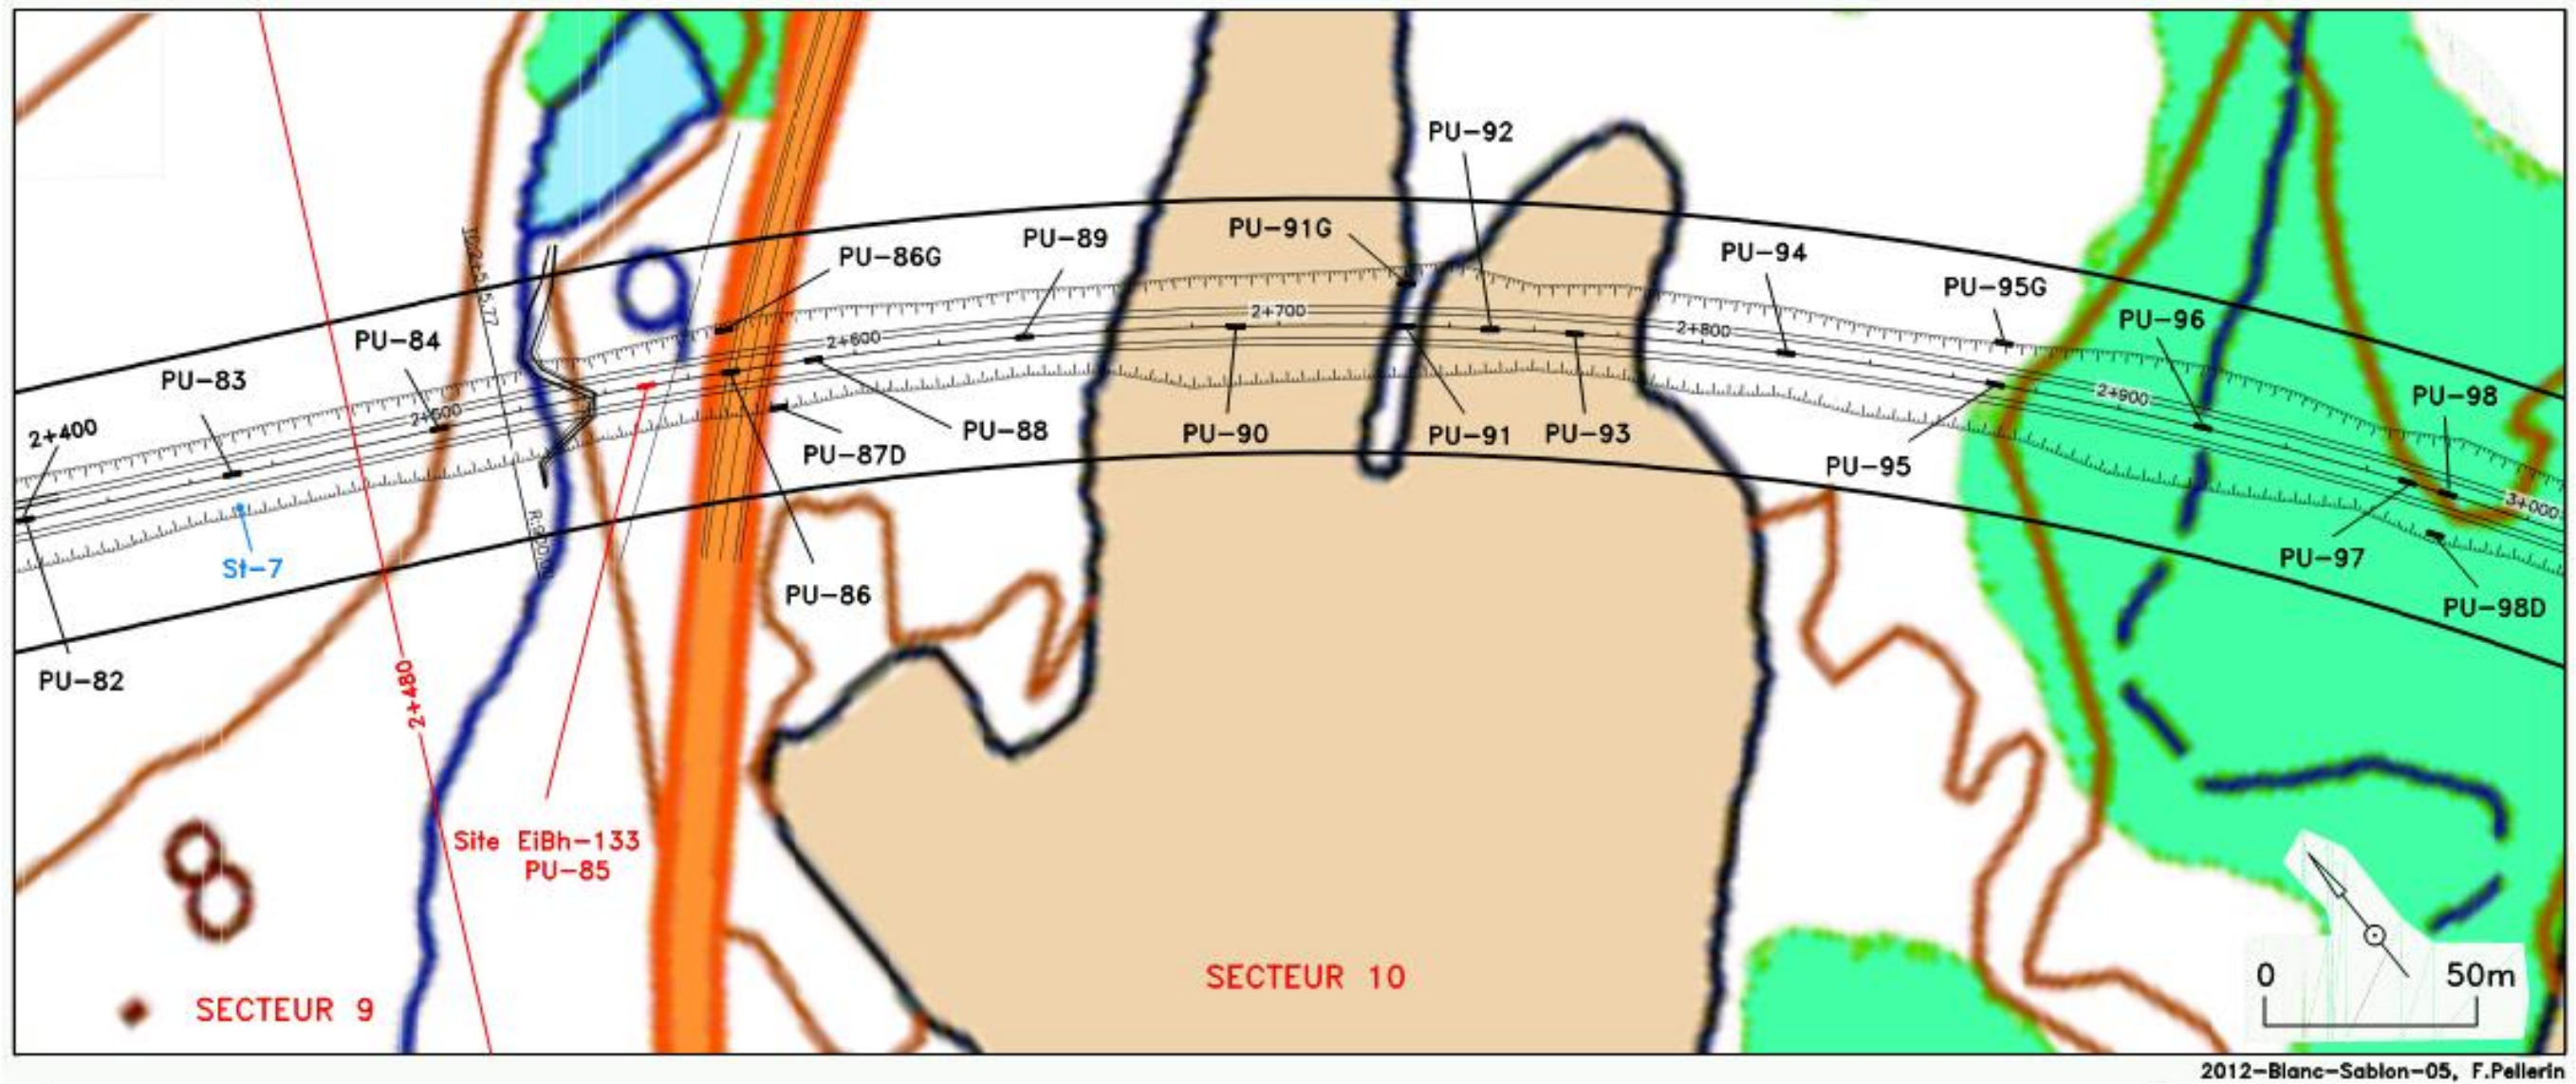 PU-92
PU-91G
PU-89
PU-86G
PU-94
PU-95G
PU-96
PU-84
PU-83
2+400
2+500
2+600
2+700
2+800
2+900
3+000
PU-98
PU-88
PU-87D
PU-90
PU-91
PU-93
PU-95
PU-97
PU-98D
PU-86
St-7
PU-82
2+480
Site EiBh-133
PU-85
SECTEUR 9
SECTEUR 10
0 50m
2012-Blanc-Sablon-05, F.Pellerin